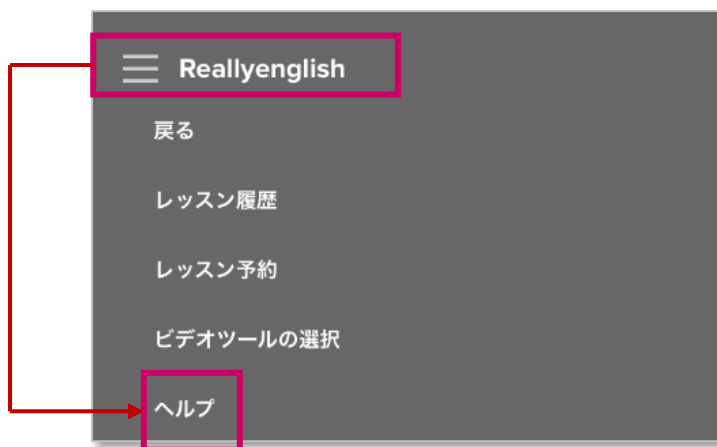 Reallyenglish
戻る
レッスン履歴
レッスン予約
ビデオツールの選択
ヘルプ